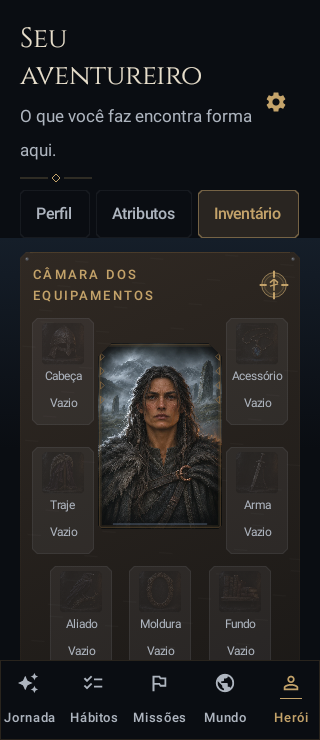 Seu
aventureiro
O que você faz encontra forma
aqui.
Perfil Atributos Inventário
CÂMARA DOS
EQUIPAMENTOS
Cabeça
Vazio
Acessório
Vazio
Traje
Vazio
Arma
Vazio
Aliado Moldura Fundo
Vazio Vazio Vazio
Jornada Hábitos Missões Mundo Herói